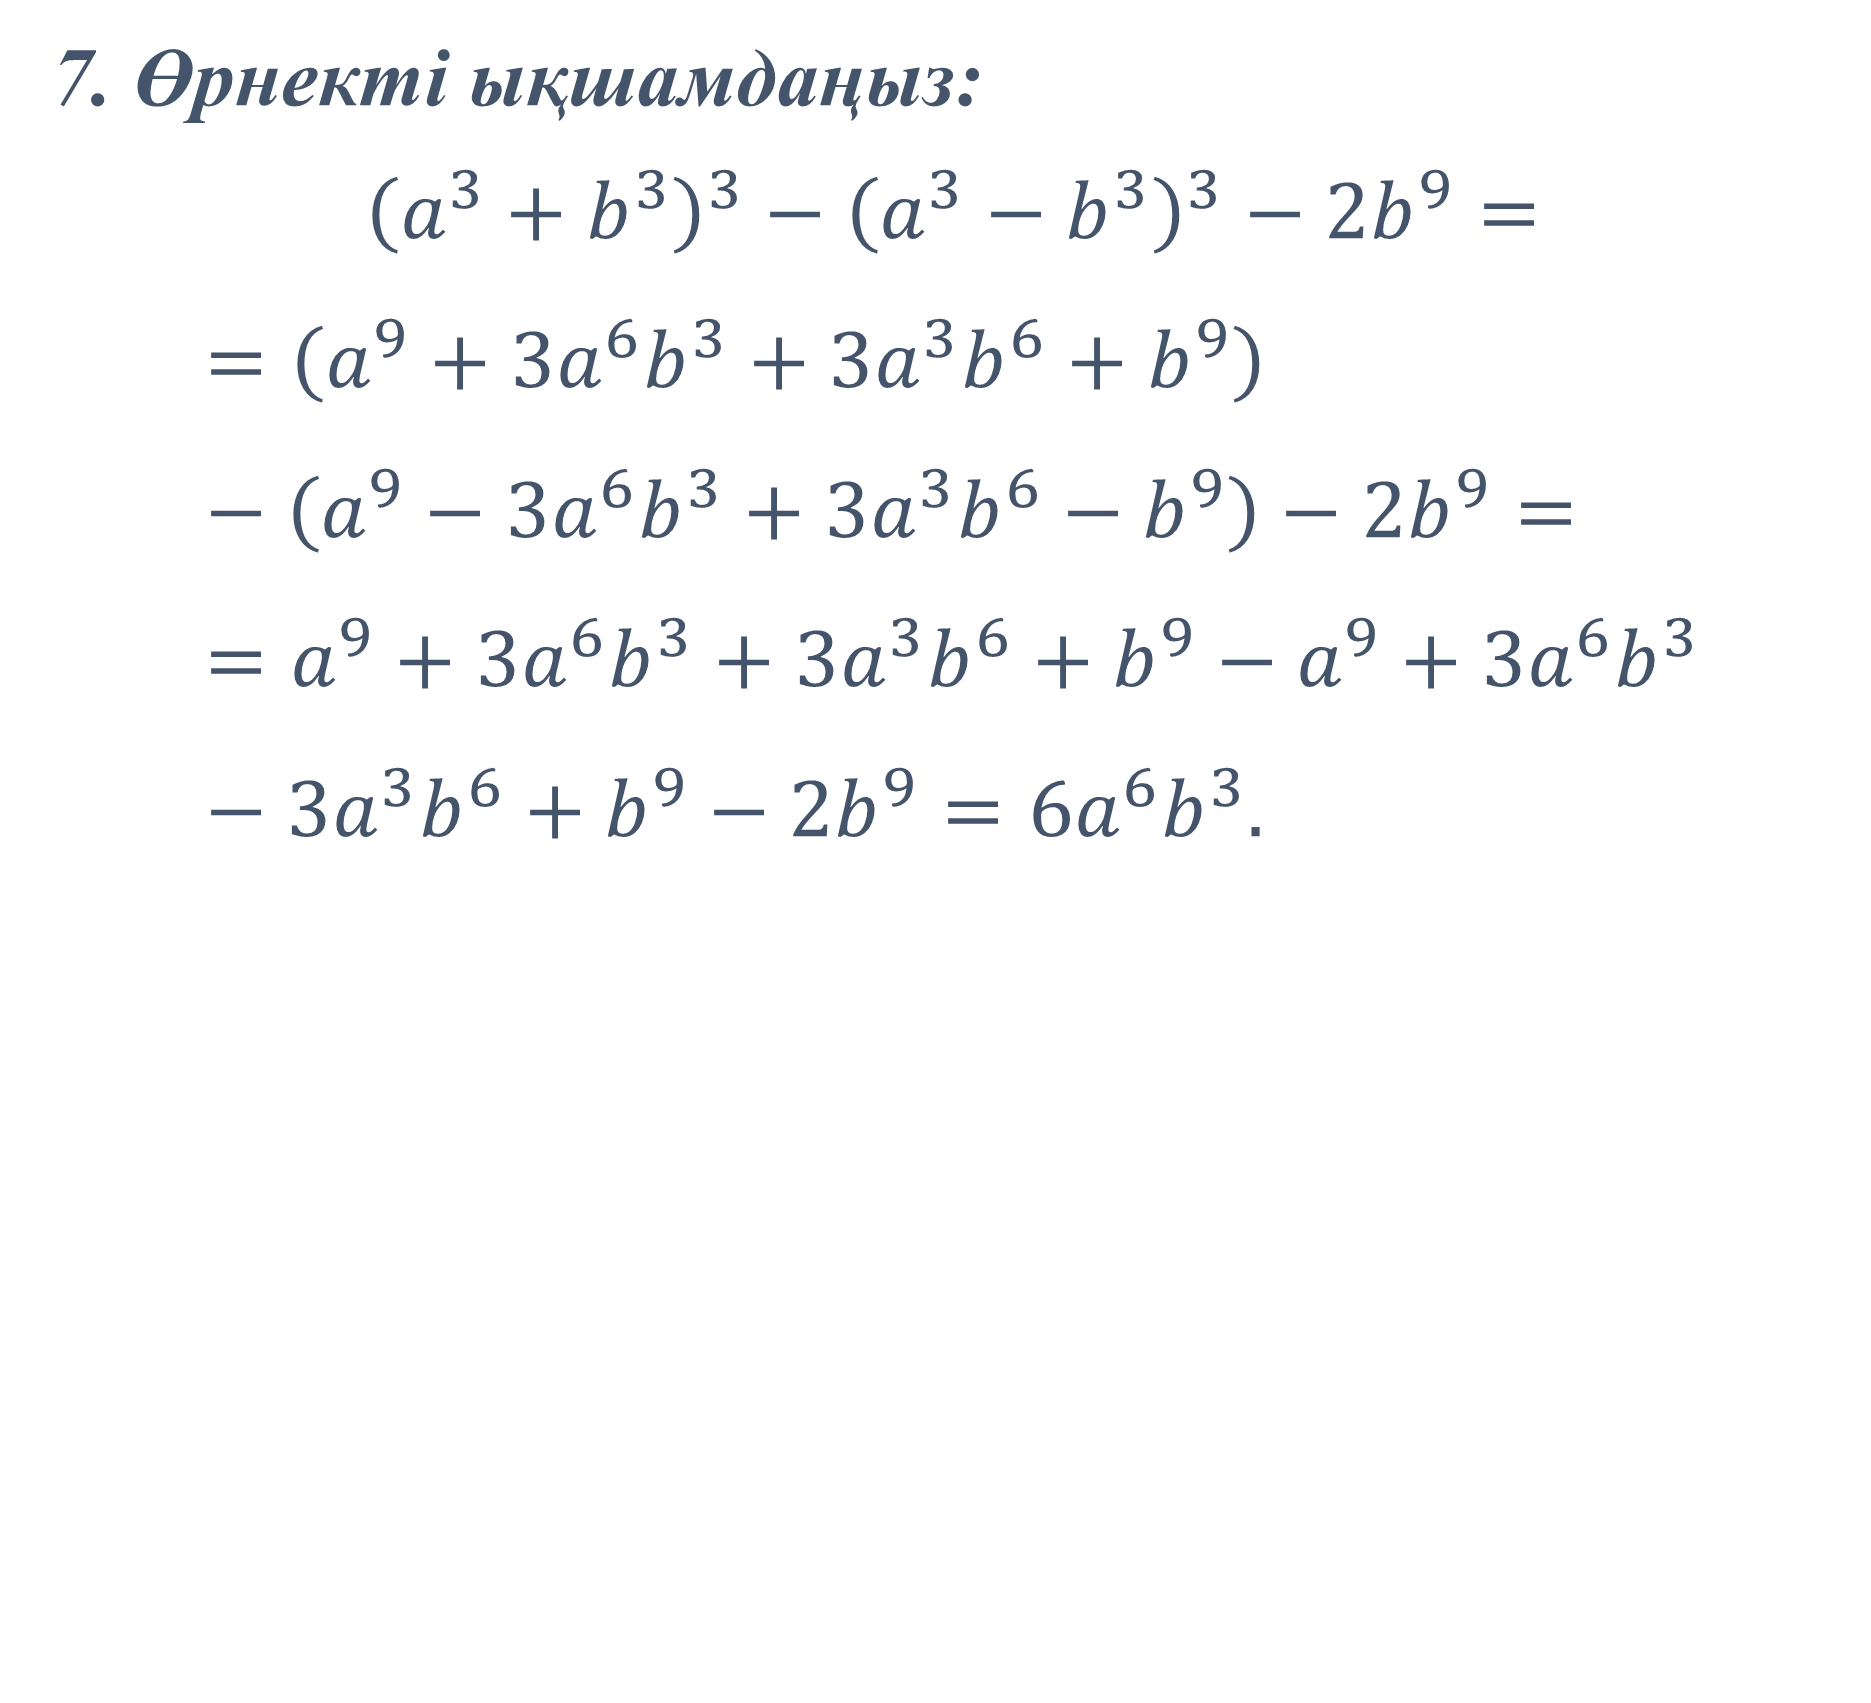 7. Өрнекті ықшамдаңыз:
(a³ + b³)³ − (a³ − b³)³ − 2b⁹ =
= (a⁹ + 3a⁶b³ + 3a³b⁶ + b⁹)
− (a⁹ − 3a⁶b³ + 3a³b⁶ − b⁹) − 2b⁹ =
= a⁹ + 3a⁶b³ + 3a³b⁶ + b⁹ − a⁹ + 3a⁶b³
− 3a³b⁶ + b⁹ − 2b⁹ = 6a⁶b³.